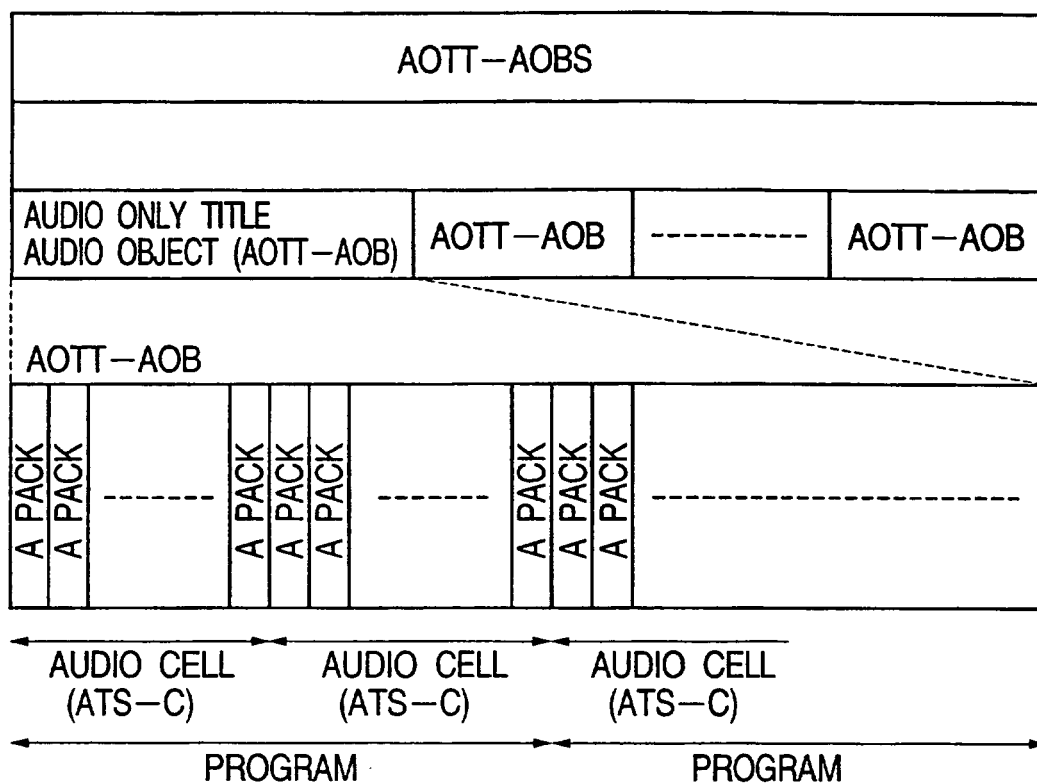 AOTT-AOBS
AUDIO ONLY TITLE
AUDIO OBJECT (AOTT-AOB)
AOTT-AOB
AOTT-AOB
AOTT-AOB
A PACK
A PACK
A PACK
A PACK
A PACK
A PACK
A PACK
A PACK
AUDIO CELL
(ATS-C)
AUDIO CELL
(ATS-C)
AUDIO CELL
(ATS-C)
PROGRAM
PROGRAM